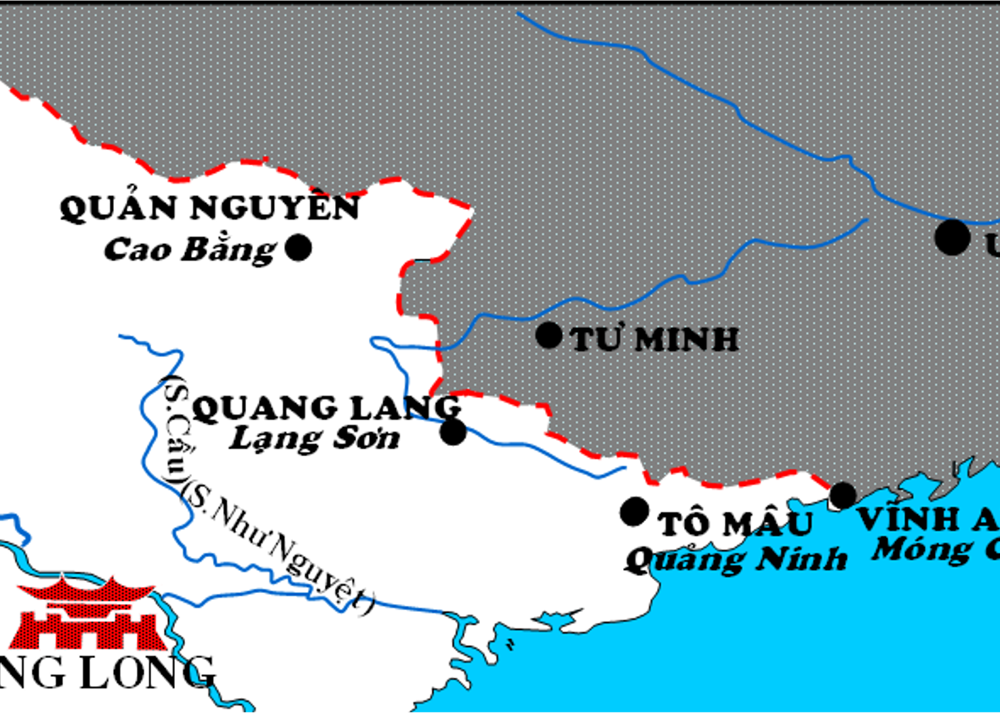 QUẢN NGUYÊN
Cao Bằng
U
TƯ MINH
(S.Cầu)
QUANG LANG
Lạng Sơn
(S.Như Nguyệt)
TÔ MẬU
Quảng Ninh
VĨNH A
Móng C
NG LONG